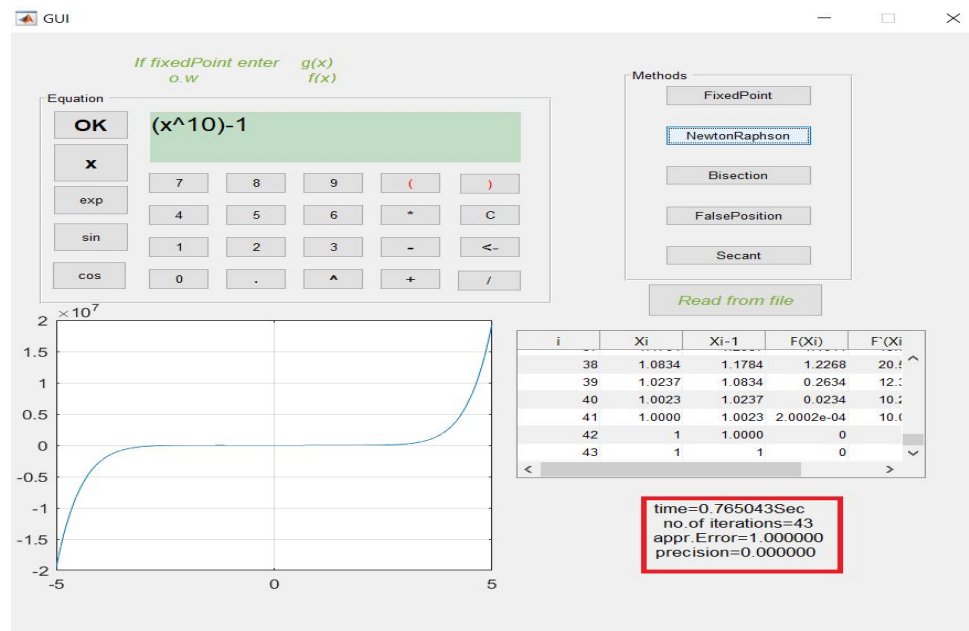 GUI
If fixedPoint enter g(x)
o.w f(x)
Equation
OK
(x^10)-1
x
exp
sin
cos
7 8 9 ( )
4 5 6 * C
1 2 3 - <-
0 . ^ + /
Methods
FixedPoint
NewtonRaphson
Bisection
FalsePosition
Secant
Read from file
×10^7
2
1.5
1
0.5
0
-0.5
-1
-1.5
-2
-5 0 5
i Xi Xi-1 F(Xi) F`(Xi
38 1.0834 1.1784 1.2268 20.5
39 1.0237 1.0834 0.2634
40 1.0023 1.0237 0.0234
41 1.0000 1.0023 2.0002e-04 10.0
42 1 1.0000 0
43 1 1 0
time=0.765043Sec
no.of iterations=43
appr.Error=1.000000
precision=0.000000